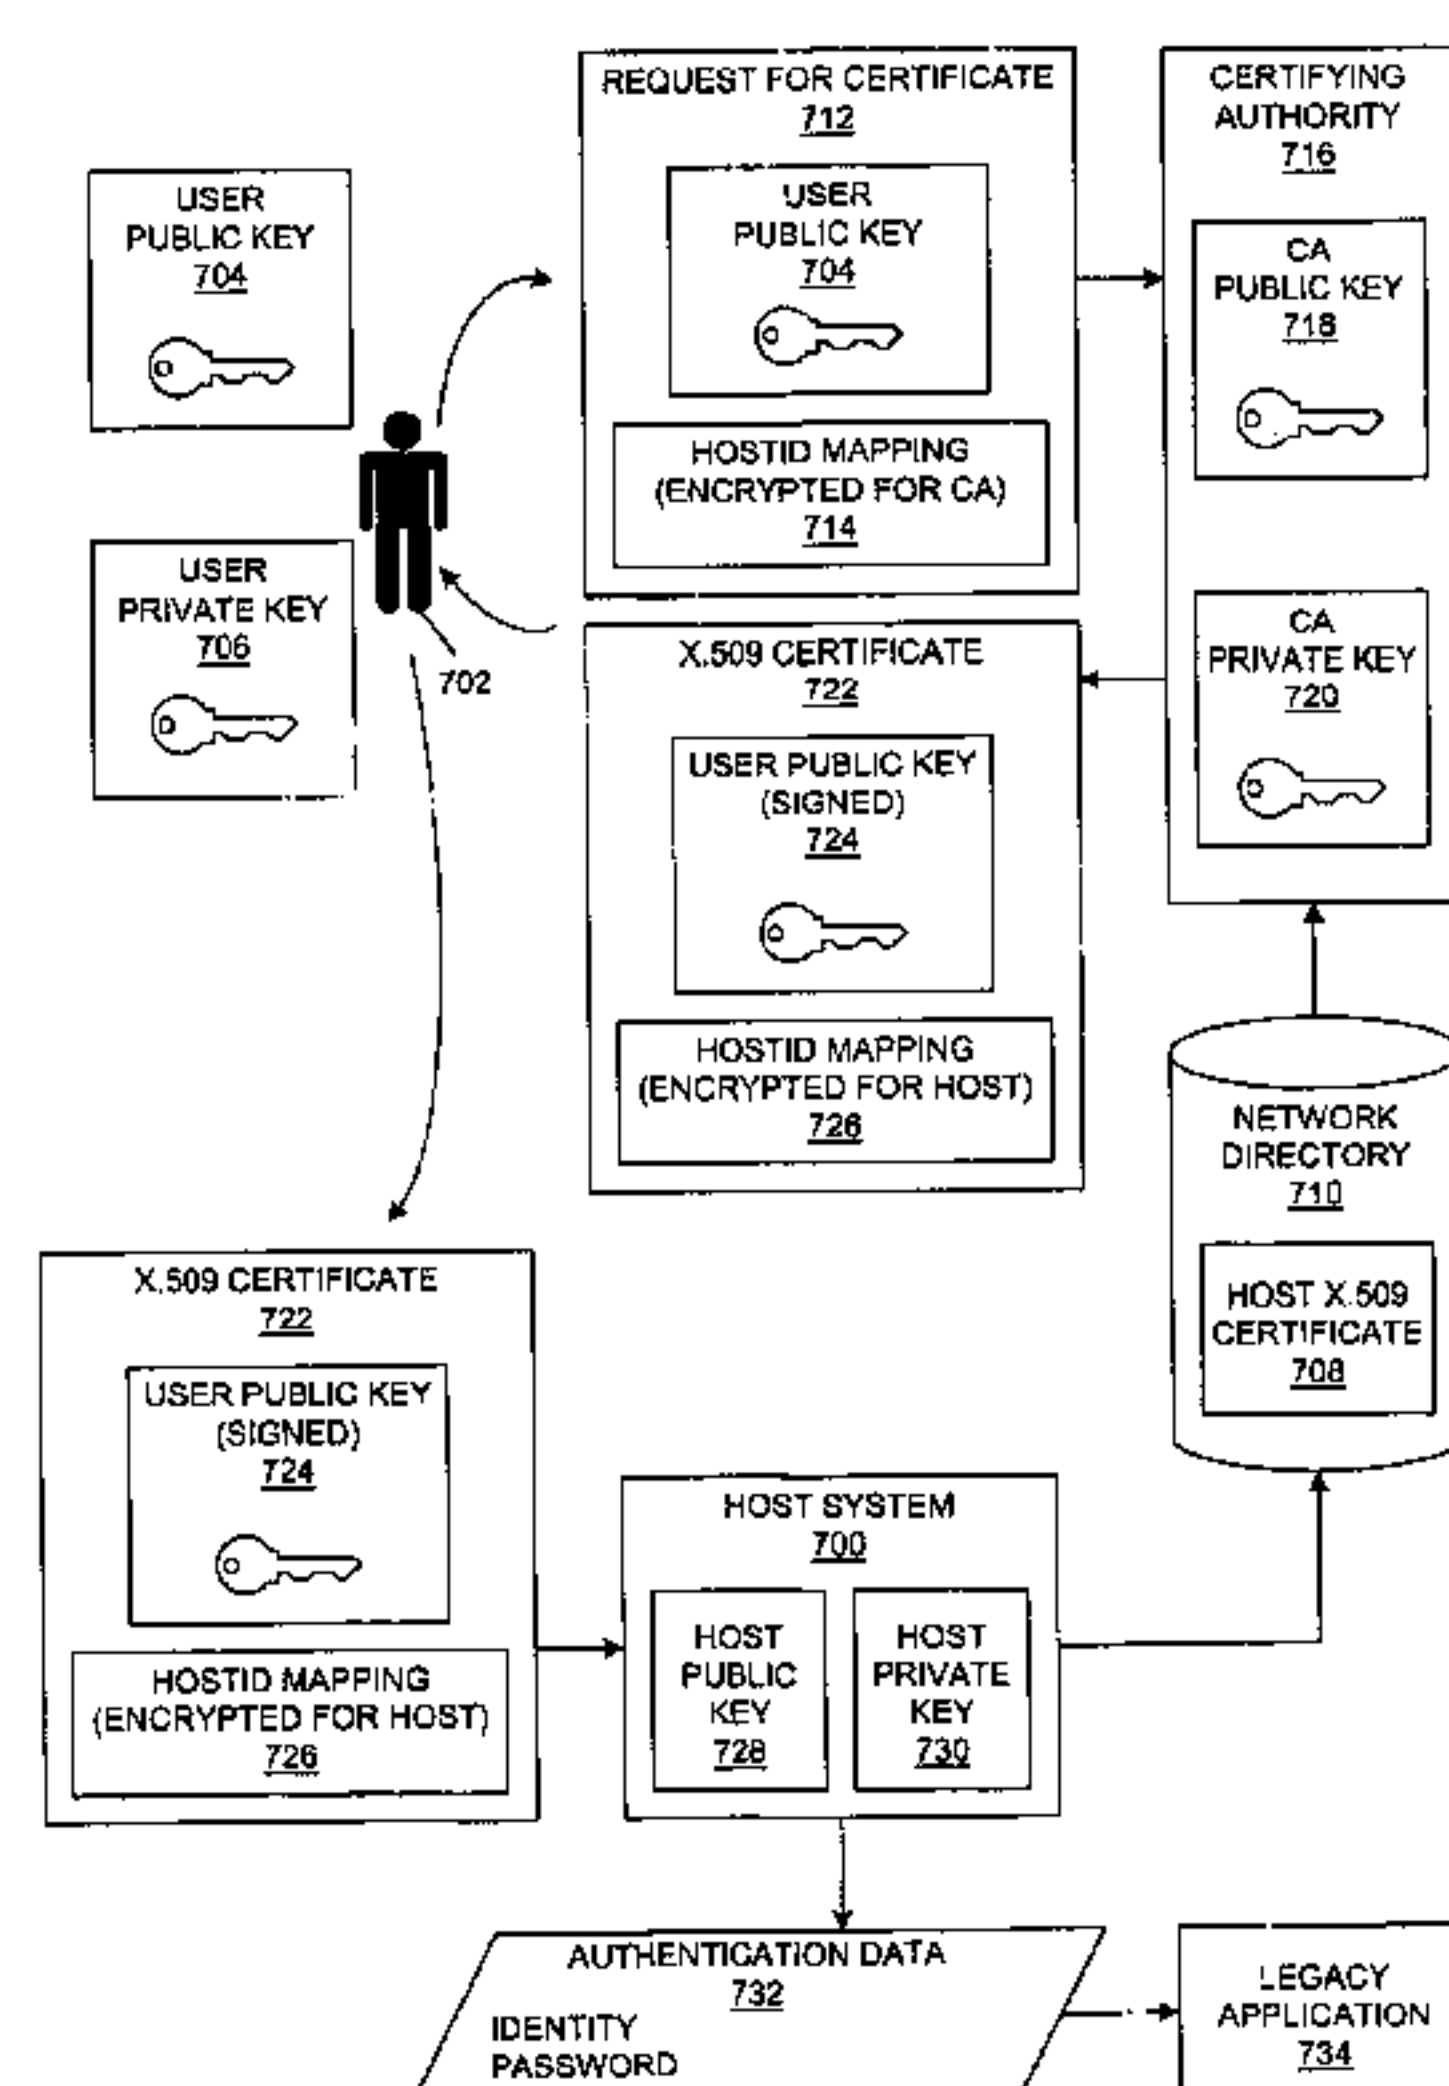 USER
PUBLIC KEY
704
USER
PRIVATE KEY
706
702
REQUEST FOR CERTIFICATE
712
USER
PUBLIC KEY
704
HOSTID MAPPING
(ENCRYPTED FOR CA)
714
CERTIFYING
AUTHORITY
716
CA
PUBLIC KEY
718
CA
PRIVATE KEY
720
X.509 CERTIFICATE
722
USER PUBLIC KEY
(SIGNED)
724
HOSTID MAPPING
(ENCRYPTED FOR HOST)
726
NETWORK
DIRECTORY
710
HOST X.509
CERTIFICATE
708
X.509 CERTIFICATE
722
USER PUBLIC KEY
(SIGNED)
724
HOSTID MAPPING
(ENCRYPTED FOR HOST)
726
HOST SYSTEM
700
HOST
PUBLIC
KEY
728
HOST
PRIVATE
KEY
730
AUTHENTICATION DATA
732
IDENTITY
PASSWORD
LEGACY
APPLICATION
734